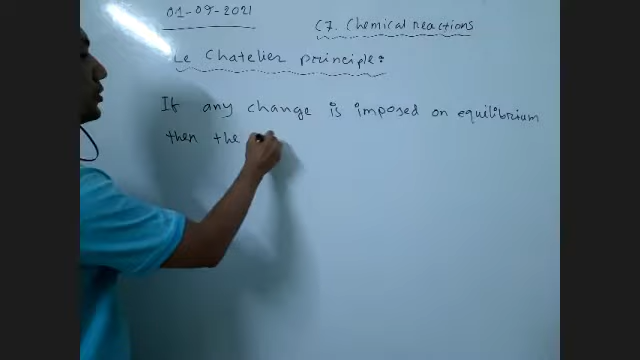 01-09-2021
C7. Chemical reactions
Le Chatelier principle:
If any change is imposed on equilibrium
then the